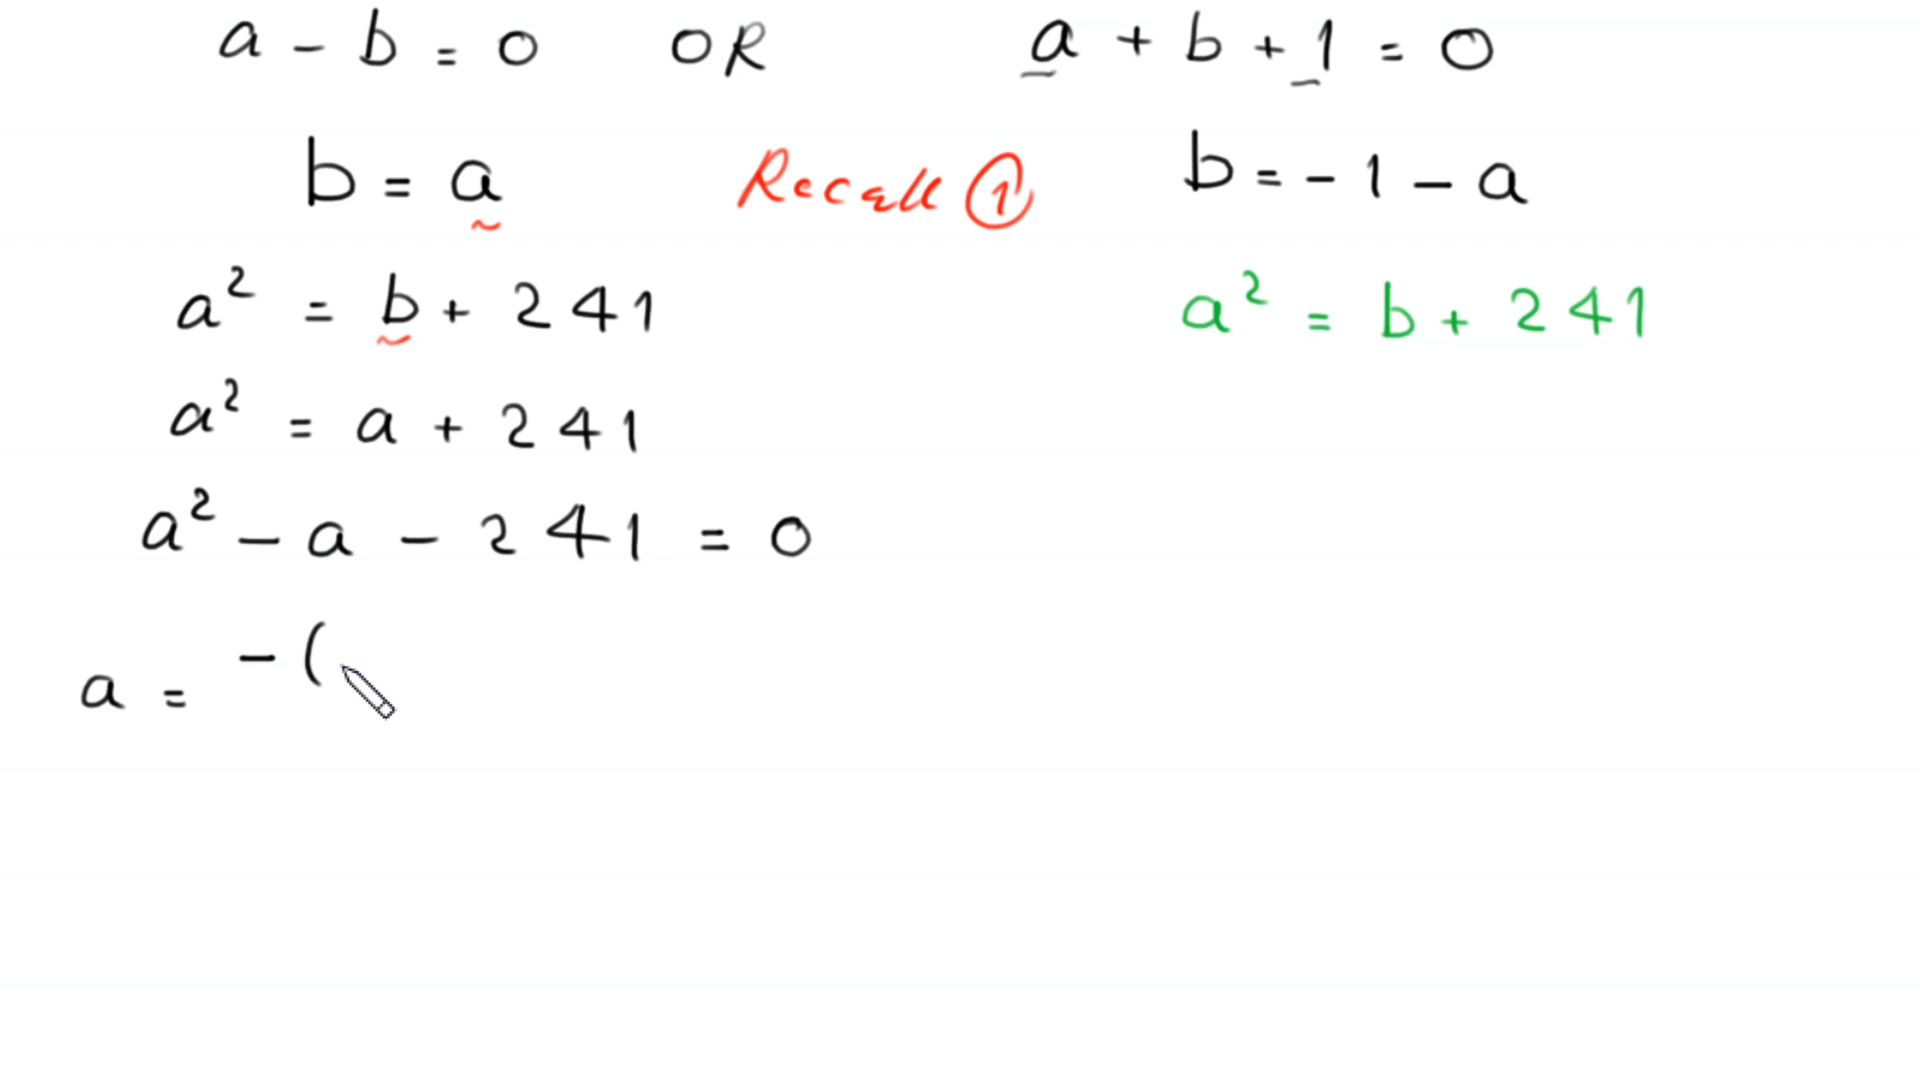 a - b = 0 OR a + b + 1 = 0
b = a Recall ① b = - 1 - a
a² = b + 241 a² = b + 241
a² = a + 241
a² - a - 241 = 0
a = - (